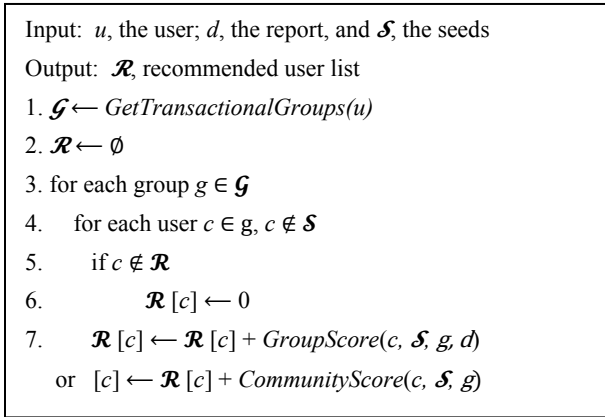 Input: u, the user; d, the report, and 𝓢, the seeds
Output: 𝓡, recommended user list
1. 𝓖 ← GetTransactionalGroups(u)
2. 𝓡 ← ∅
3. for each group g ∈ 𝓖
4. for each user c ∈ g, c ∉ 𝓢
5. if c ∉ 𝓡
6. 𝓡 [c] ← 0
7. 𝓡 [c] ← 𝓡 [c] + GroupScore(c, 𝓢, g, d)
or [c] ← 𝓡 [c] + CommunityScore(c, 𝓢, g)